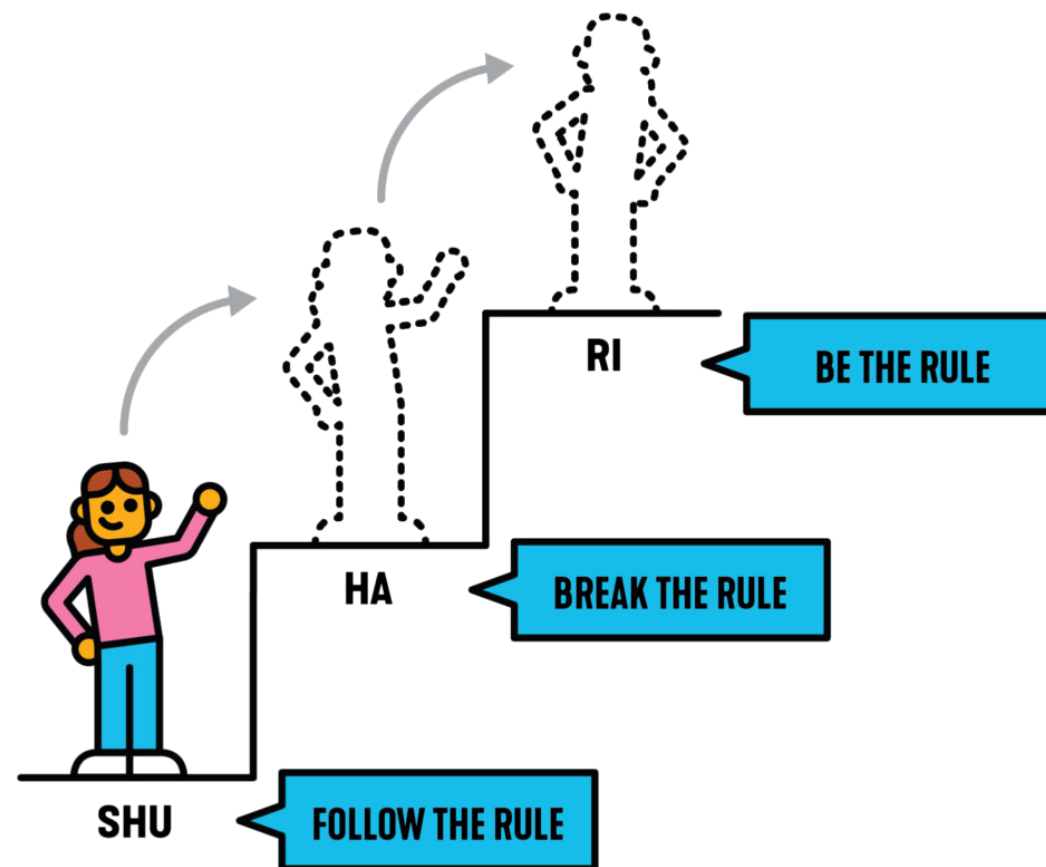 RI
BE THE RULE
HA
BREAK THE RULE
SHU
FOLLOW THE RULE